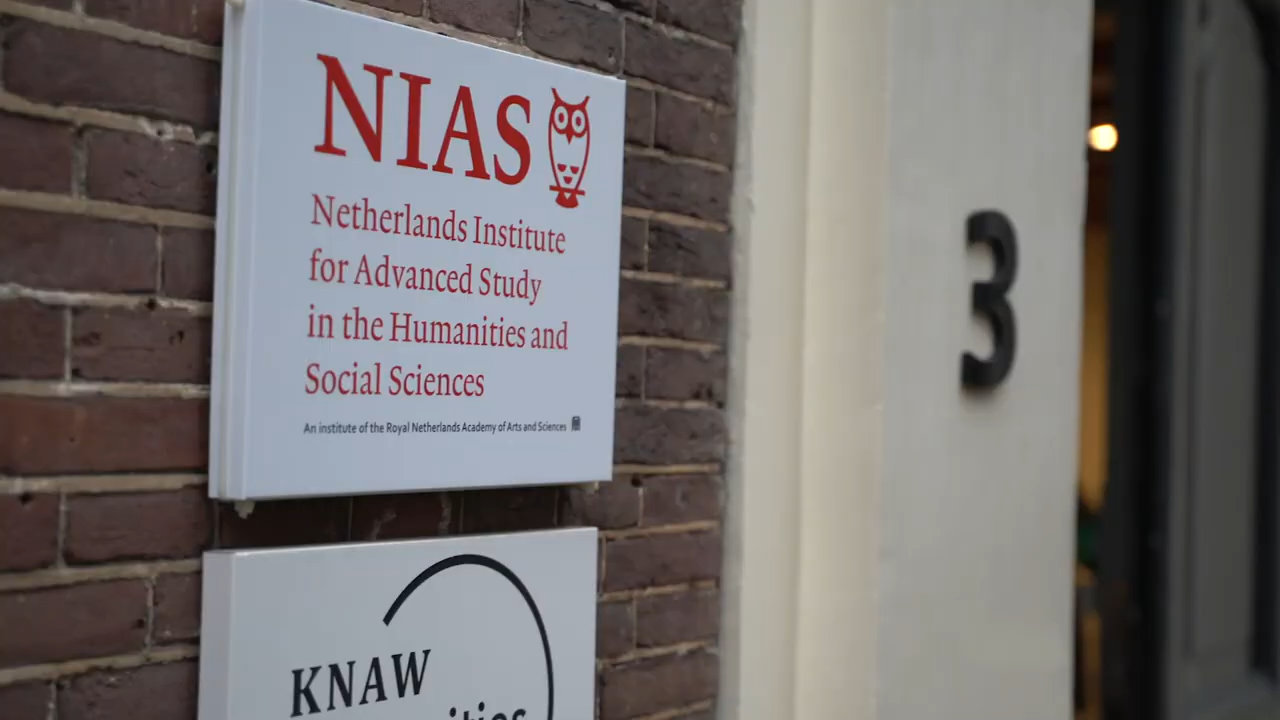 NIAS
Netherlands Institute
for Advanced Study
in the Humanities and
Social Sciences
An institute of the Royal Netherlands Academy of Arts and Sciences
3
KNAW